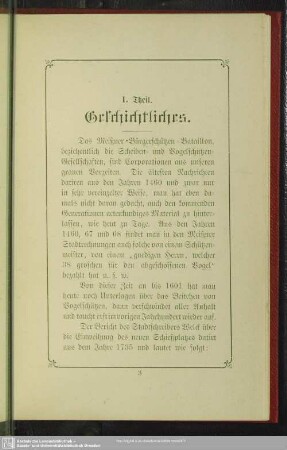 I. Theil.
Geschichtliches.
Das Meißner Bürgerschützen-Bataillon,
beziehentlich die Scheiben- und Vogelschützen-
Gesellschaften, sind Corporationen aus unseren
grauen Vorzeiten. Die ältesten Nachrichten
datiren aus den Jahren 1460 und zwar nur
in sehr vereinzelter Weise, man hat eben da-
mals nicht daran gedacht, auch den kommenden
Generationen urkundliches Material zu hinter-
lassen, wie heut zu Tage. Aus den Jahren
1460, 67 und 68 findet man in den Meißner
Stadtrechnungen auch solche von einem Schützen-
meister, von einem „gnedigen Herrn, welcher
38 groschen für den abgeschossen Vogel“
bezahlt hat u. s. w.
Von dieser Zeit an bis 1601 hat man
heute noch Unterlagen über das Bestehen von
Vogelschützen, dann verschwindet aller Anhalt
und taucht erst im vorigen Jahrhundert wieder auf.
Der Bericht des Stadtschreibers Weise über
die Einweihung des neuen Schießplatzes datirt
aus dem Jahre 1735 und lautet wie folgt:
3